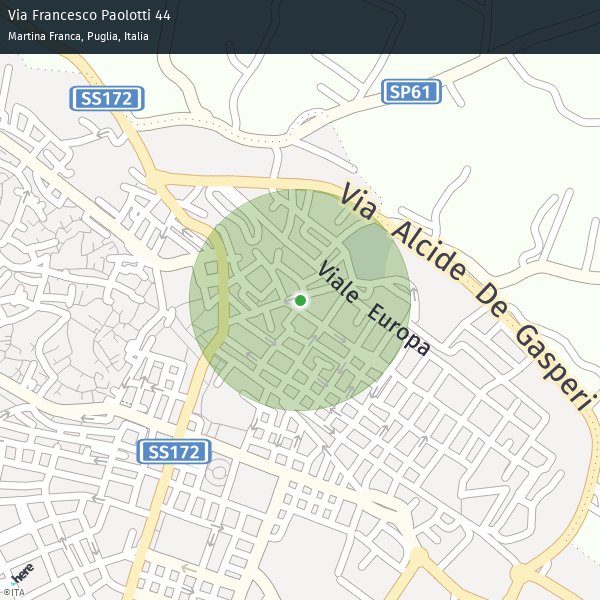 Via Francesco Paolotti 44
Martina Franca, Puglia, Italia
SS172
SP61
Via Alcide De Gasperi
Viale Europa
SS172
here
©ITA